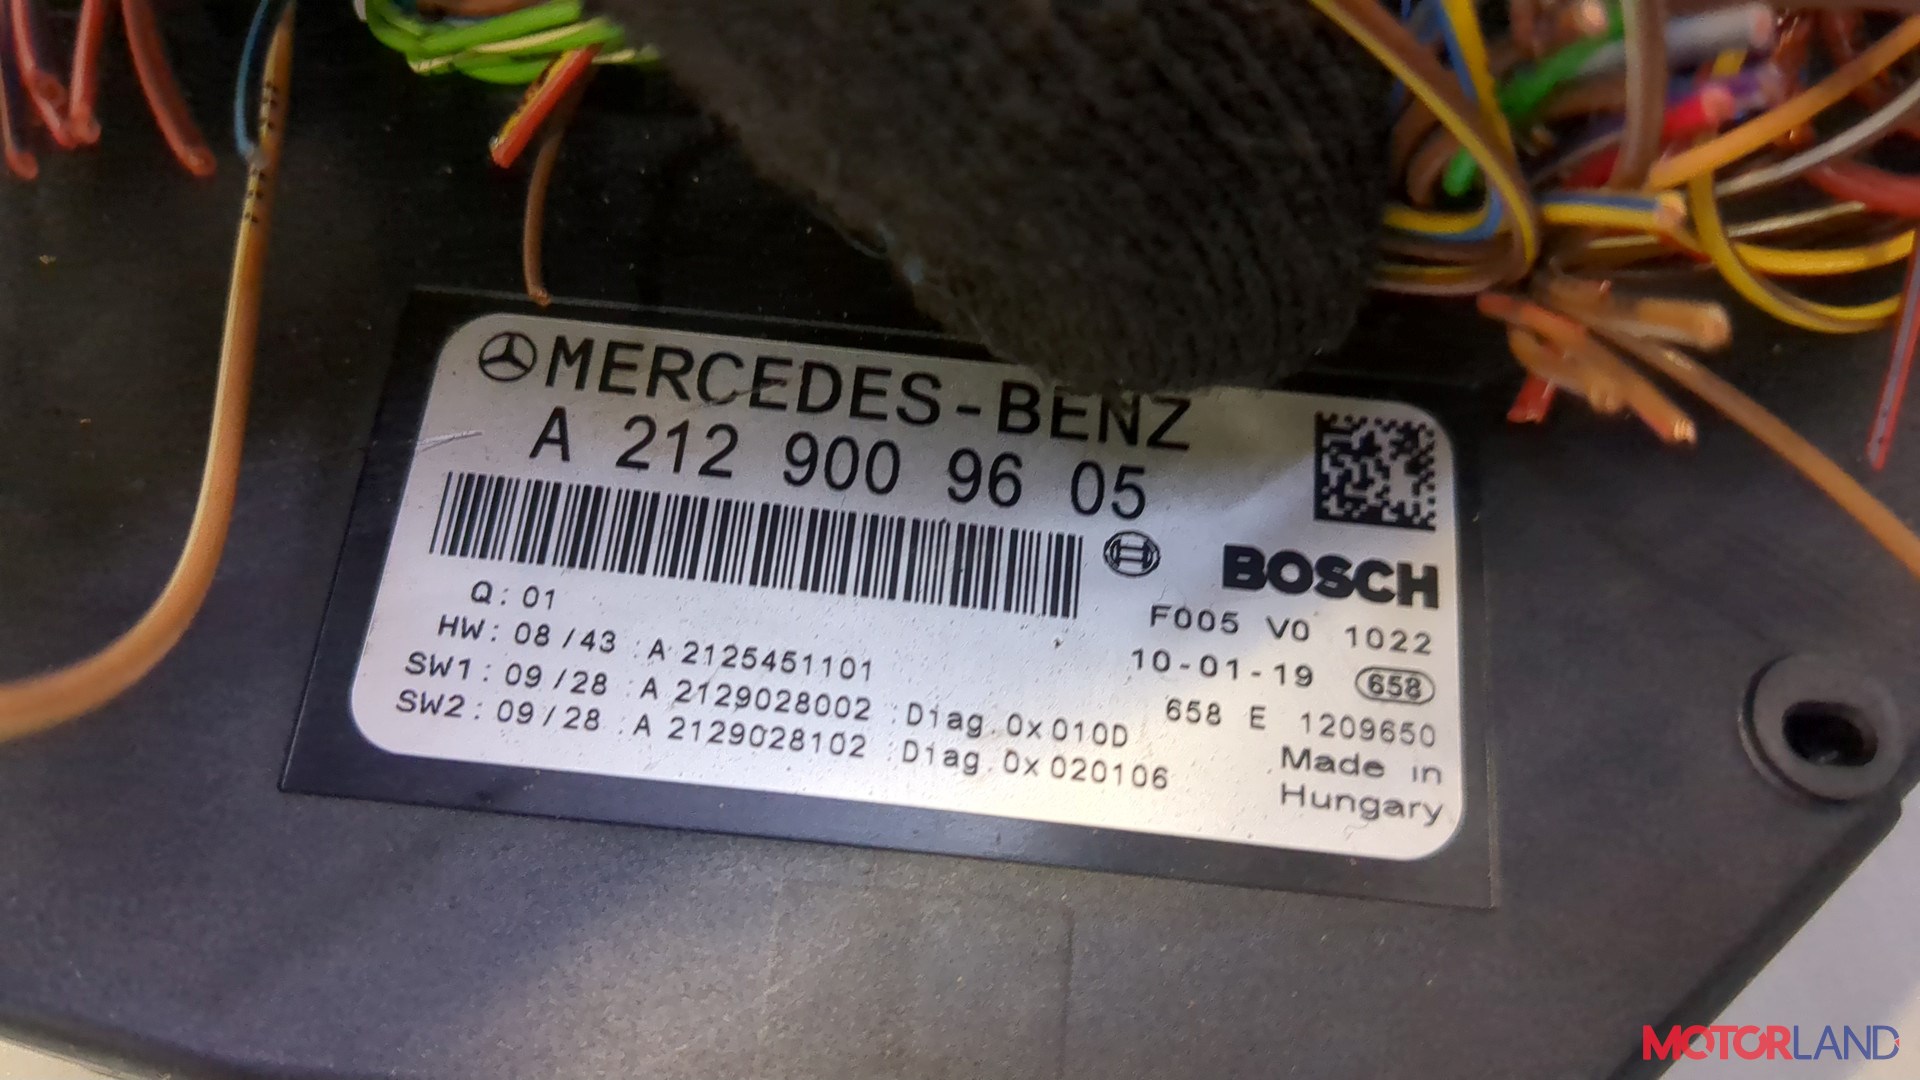 MERCEDES-BENZ
A 212 900 96 05
BOSCH
Q: 01
F005 V0 1022
HW: 08/43 : A 2125451101
10-01-19 658
SW1: 09/28 : A 2129028002 : Diag.0x010D
658 E 1209650
SW2: 09/28 : A 2129028102 : Diag.0x020106
Made in
Hungary
MOTORLAND